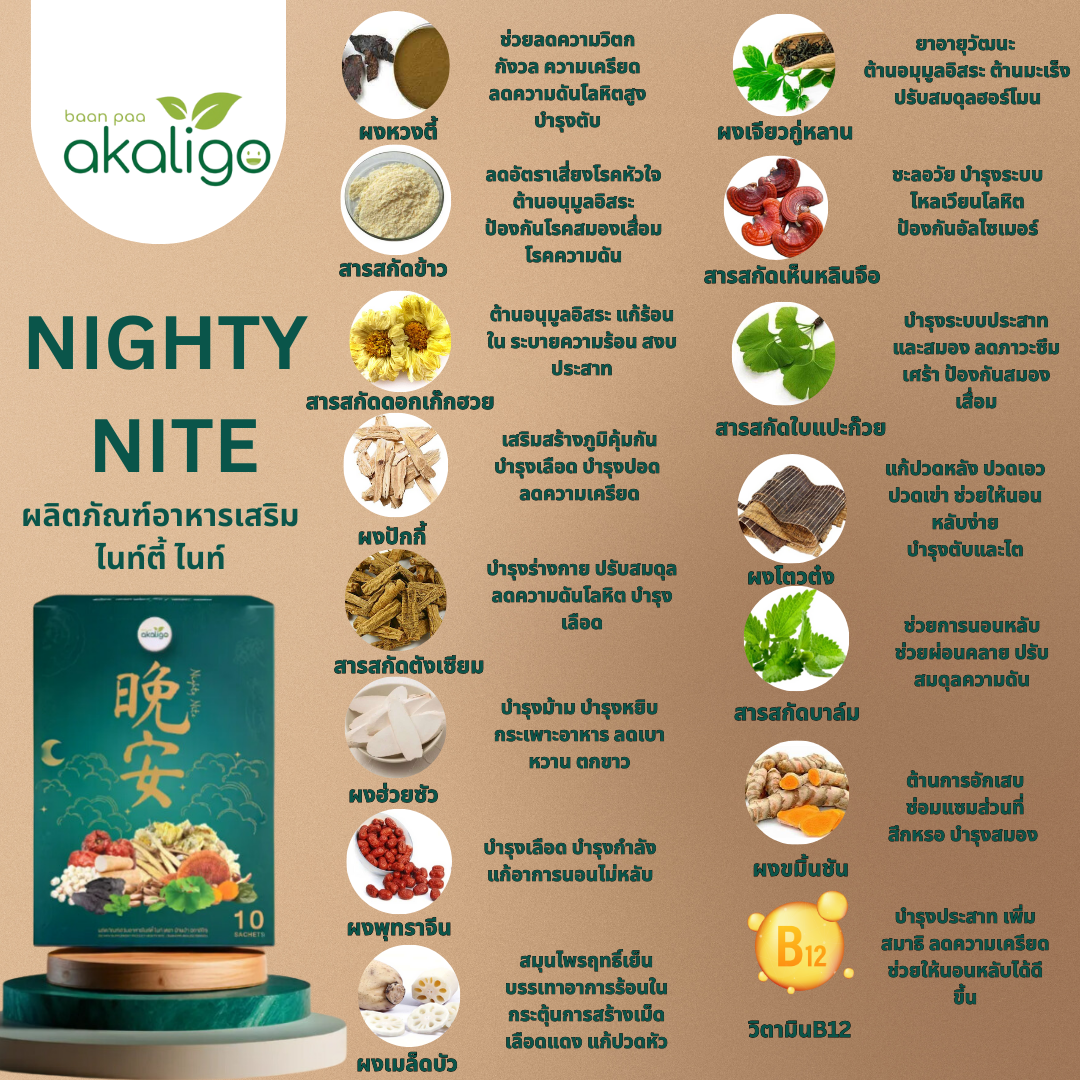 baan paa
akaligo
NIGHTY
NITE
ผลิตภัณฑ์อาหารเสริม
ไนท์ตี้ ไนท์
akaligo
晚安
Nighty Nite
10
SACHETS
ช่วยลดความวิตก
กังวล ความเครียด
ลดความดันโลหิตสูง
บำรุงตับ
ผงหวงตี้
ลดอัตราเสี่ยงโรคหัวใจ
ต้านอนุมูลอิสระ
ป้องกันโรคสมองเสื่อม
โรคความดัน
สารสกัดข้าว
ต้านอนุมูลอิสระ แก้ร้อน
ใน ระบายความร้อน สงบ
ประสาท
สารสกัดดอกเก๊กฮวย
เสริมสร้างภูมิคุ้มกัน
บำรุงเลือด บำรุงปอด
ลดความเครียด
ผงปักกี้
บำรุงร่างกาย ปรับสมดุล
ลดความดันโลหิต บำรุง
เลือด
สารสกัดตังเซียม
บำรุงม้าม บำรุงหยิบ
กระเพาะอาหาร ลดเบา
หวาน ตกขาว
ผงฮ่วยซัว
บำรุงเลือด บำรุงกำลัง
แก้อาการนอนไม่หลับ
ผงพุทราจีน
สมุนไพรฤทธิ์เย็น
บรรเทาอาการร้อนใน
กระตุ้นการสร้างเม็ด
เลือดแดง แก้ปวดหัว
ผงเมล็ดบัว
ยาอายุวัฒนะ
ต้านอมุมูลอิสระ ต้านมะเร็ง
ปรับสมดุลฮอร์โมน
ผงเจียวกู่หลาน
ชะลอวัย บำรุงระบบ
ไหลเวียนโลหิต
ป้องกันอัลไซเมอร์
สารสกัดเห็นหลินจือ
บำรุงระบบประสาท
และสมอง ลดภาวะซึม
เศร้า ป้องกันสมอง
เสื่อม
สารสกัดใบแปะก๊วย
แก้ปวดหลัง ปวดเอว
ปวดเข่า ช่วยให้นอน
หลับง่าย
บำรุงตับและไต
ผงโตวต๋ง
ช่วยการนอนหลับ
ช่วยผ่อนคลาย ปรับ
สมดุลความดัน
สารสกัดบาล์ม
ต้านการอักเสบ
ซ่อมแซมส่วนที่
สึกหรอ บำรุงสมอง
ผงขมิ้นชัน
บำรุงประสาท เพิ่ม
สมาธิ ลดความเครียด
ช่วยให้นอนหลับได้ดี
ขึ้น
B12
วิตามินB12